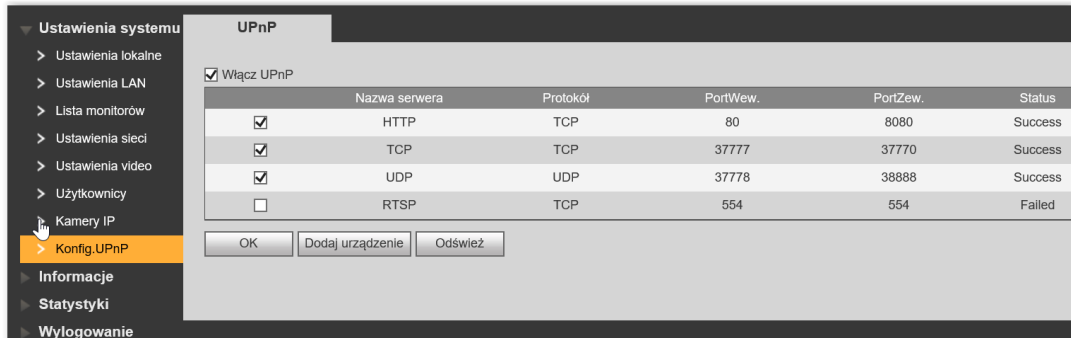 Ustawienia systemu
UPnP
Ustawienia lokalne
Ustawienia LAN
Lista monitorów
Ustawienia sieci
Ustawienia video
Użytkownicy
Kamery IP
Konfig.UPnP
Informacje
Statystyki
Wylogowanie
Włącz UPnP
Nazwa serwera Protokół PortWew. PortZew. Status
HTTP TCP 80 8080 Success
TCP TCP 37777 37770 Success
UDP UDP 37778 38888 Success
RTSP TCP 554 554 Failed
OK Dodaj urządzenie Odśwież